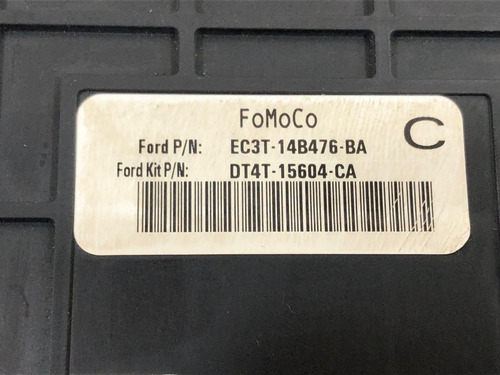 FoMoCo
C
Ford P/N: EC3T-14B476-BA
Ford Kit P/N: DT4T-15604-CA